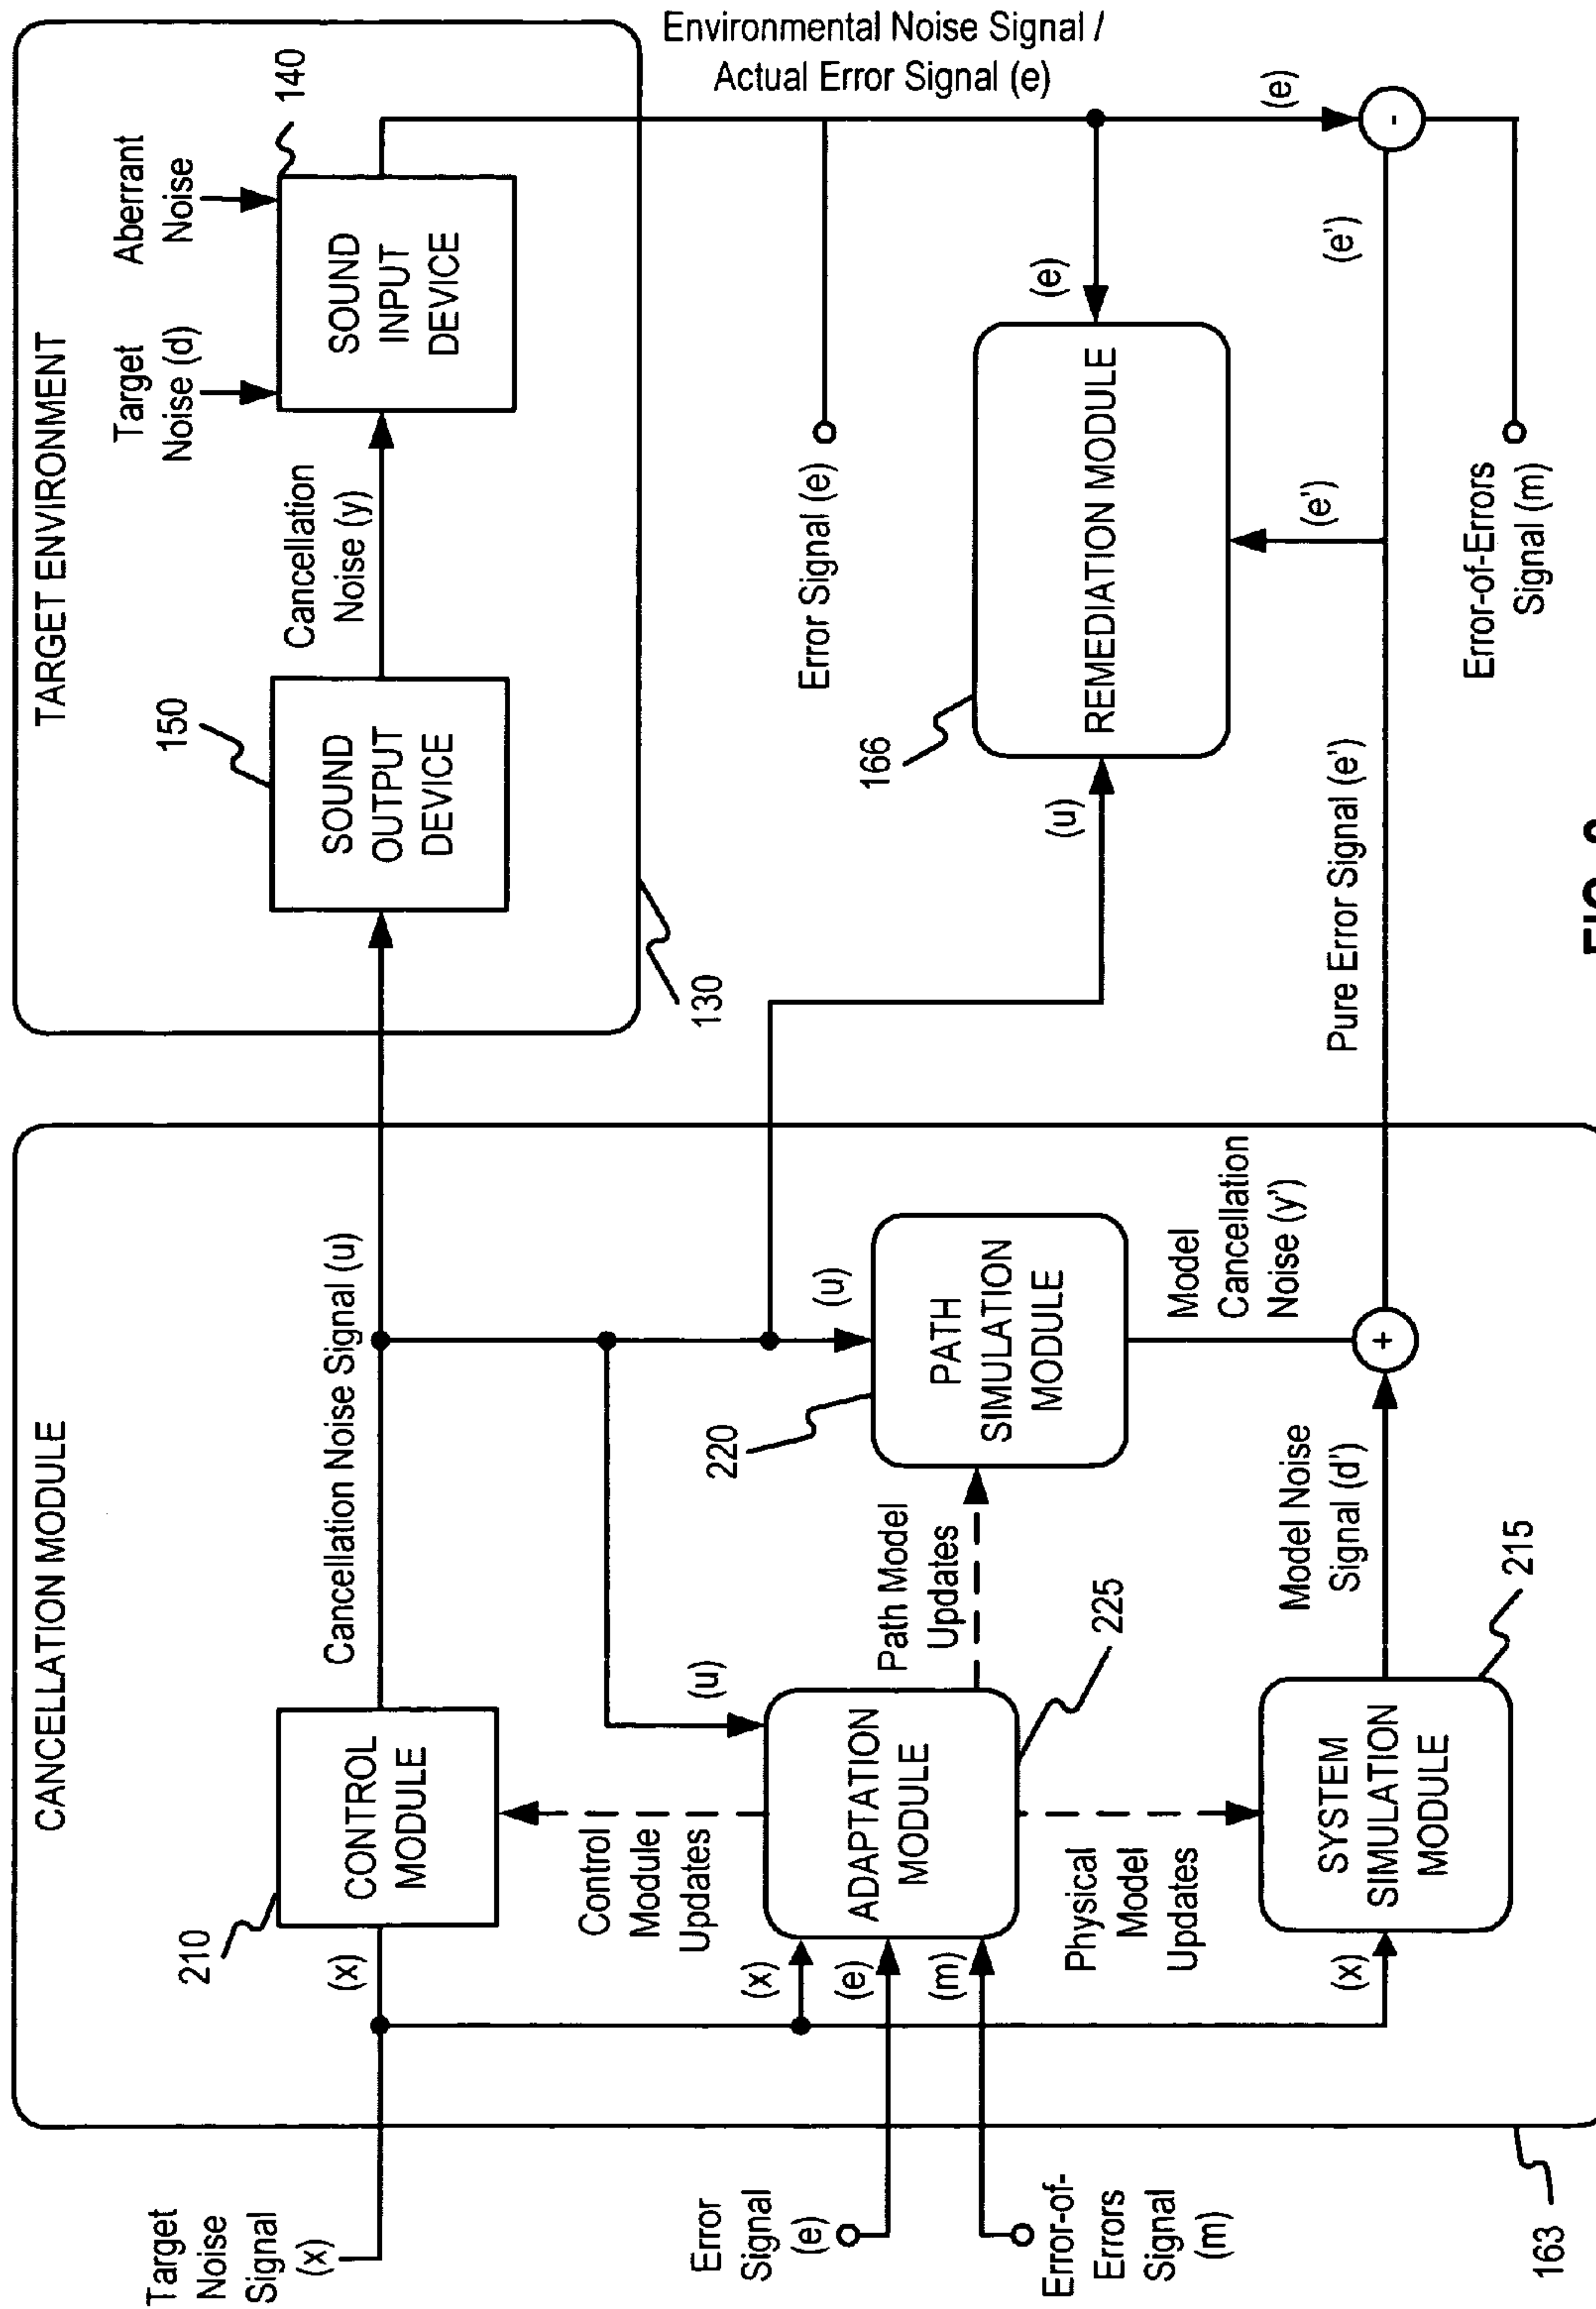 CANCELLATION MODULE
Target
Noise
Signal
(x)
(x)
210
CONTROL
MODULE
Cancellation Noise Signal (u)
Control
Module
Updates
(u)
(x)
(e)
(m)
Error
Signal
(e)
Error-of-
Errors
Signal
(m)
ADAPTATION
MODULE
225
Path Model
Updates
220
(u)
PATH
SIMULATION
MODULE
Physical
Model
Updates
(x)
SYSTEM
SIMULATION
MODULE
215
Model Noise
Signal (d')
+
Model
Cancellation
Noise (y')
163
TARGET ENVIRONMENT
150
SOUND
OUTPUT
DEVICE
Cancellation
Noise (y)
Target
Noise (d)
Aberrant
Noise
140
SOUND
INPUT
DEVICE
130
Environmental Noise Signal /
Actual Error Signal (e)
Error Signal (e)
166
(u)
REMEDIATION MODULE
(e)
(e')
Pure Error Signal (e')
(e')
(e)
-
Error-of-Errors
Signal (m)